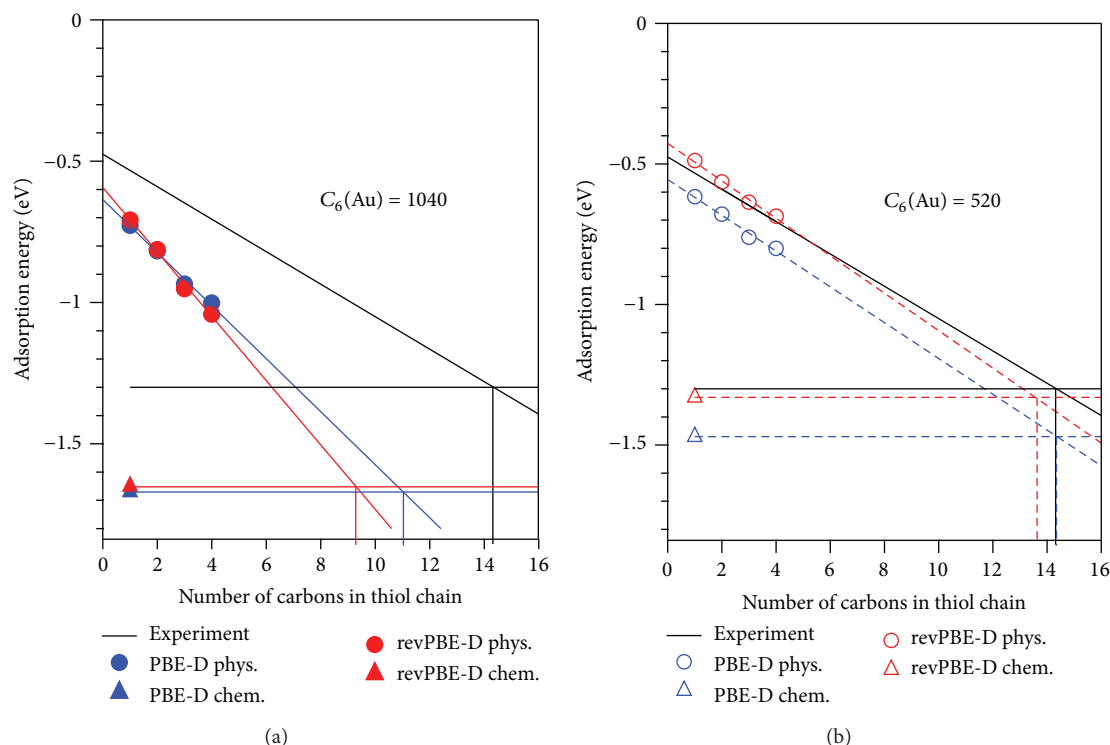 0
−0.5
−1
−1.5
Adsorption energy (eV)
C6(Au) = 1040
0 2 4 6 8 10 12 14 16
Number of carbons in thiol chain
Experiment
PBE-D phys.
PBE-D chem.
revPBE-D phys.
revPBE-D chem.
(a)
0
−0.5
−1
−1.5
Adsorption energy (eV)
C6(Au) = 520
0 2 4 6 8 10 12 14 16
Number of carbons in thiol chain
Experiment
PBE-D phys.
PBE-D chem.
revPBE-D phys.
revPBE-D chem.
(b)